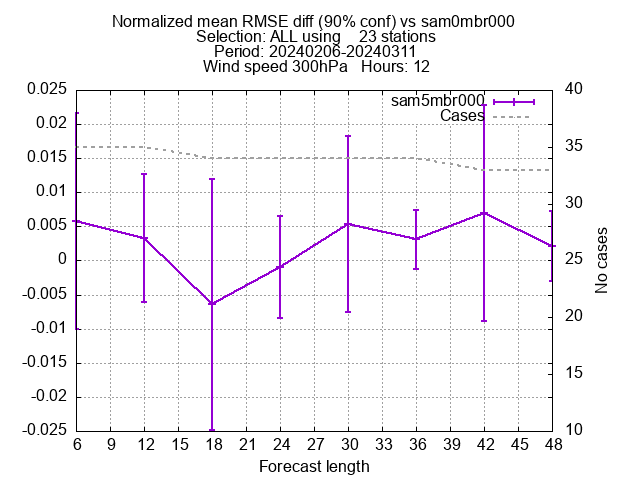 Normalized mean RMSE diff (90% conf) vs sam0mbr000
Selection: ALL using    23 stations
Period: 20240206-20240311
Wind speed 300hPa   Hours: 12
sam5mbr000
Cases
0.025
0.02
0.015
0.01
0.005
0
-0.005
-0.01
-0.015
-0.02
-0.025
40
35
30
25
20
15
10
No cases
6 9 12 15 18 21 24 27 30 33 36 39 42 45 48
Forecast length